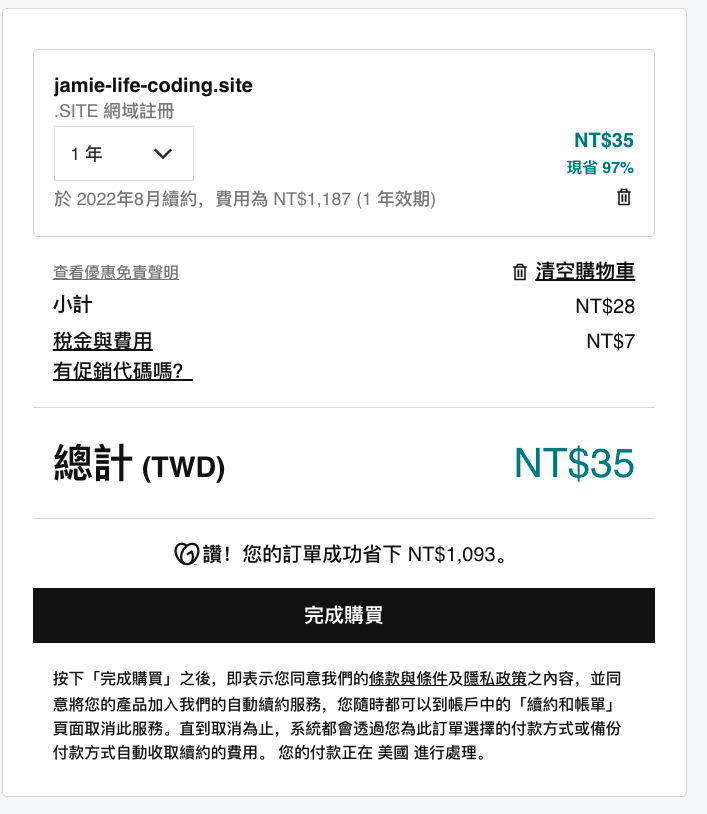 jamie-life-coding.site
.SITE 網域註冊
1 年
NT$35
現省 97%
於 2022年8月續約，費用為 NT$1,187 (1 年效期)
查看優惠免責聲明
清空購物車
小計
NT$28
稅金與費用
NT$7
有促銷代碼嗎？
總計 (TWD)
NT$35
讚！您的訂單成功省下 NT$1,093。
完成購買
按下「完成購買」之後，即表示您同意我們的條款與條件及隱私政策之內容，並同
意將您的產品加入我們的自動續約服務，您隨時都可以到帳戶中的「續約和帳單」
頁面取消此服務。直到取消為止，系統都會透過您為此訂單選擇的付款方式或備份
付款方式自動收取續約的費用。 您的付款正在 美國 進行處理。